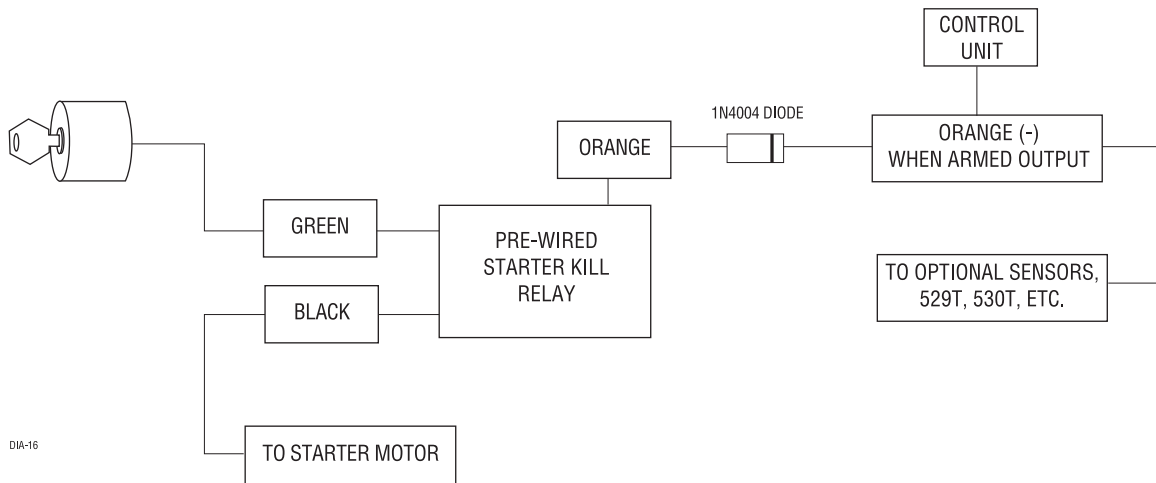 CONTROL
UNIT
1N4004 DIODE
ORANGE
ORANGE (-)
WHEN ARMED OUTPUT
GREEN
PRE-WIRED
STARTER KILL
RELAY
TO OPTIONAL SENSORS,
529T, 530T, ETC.
BLACK
DIA-16
TO STARTER MOTOR